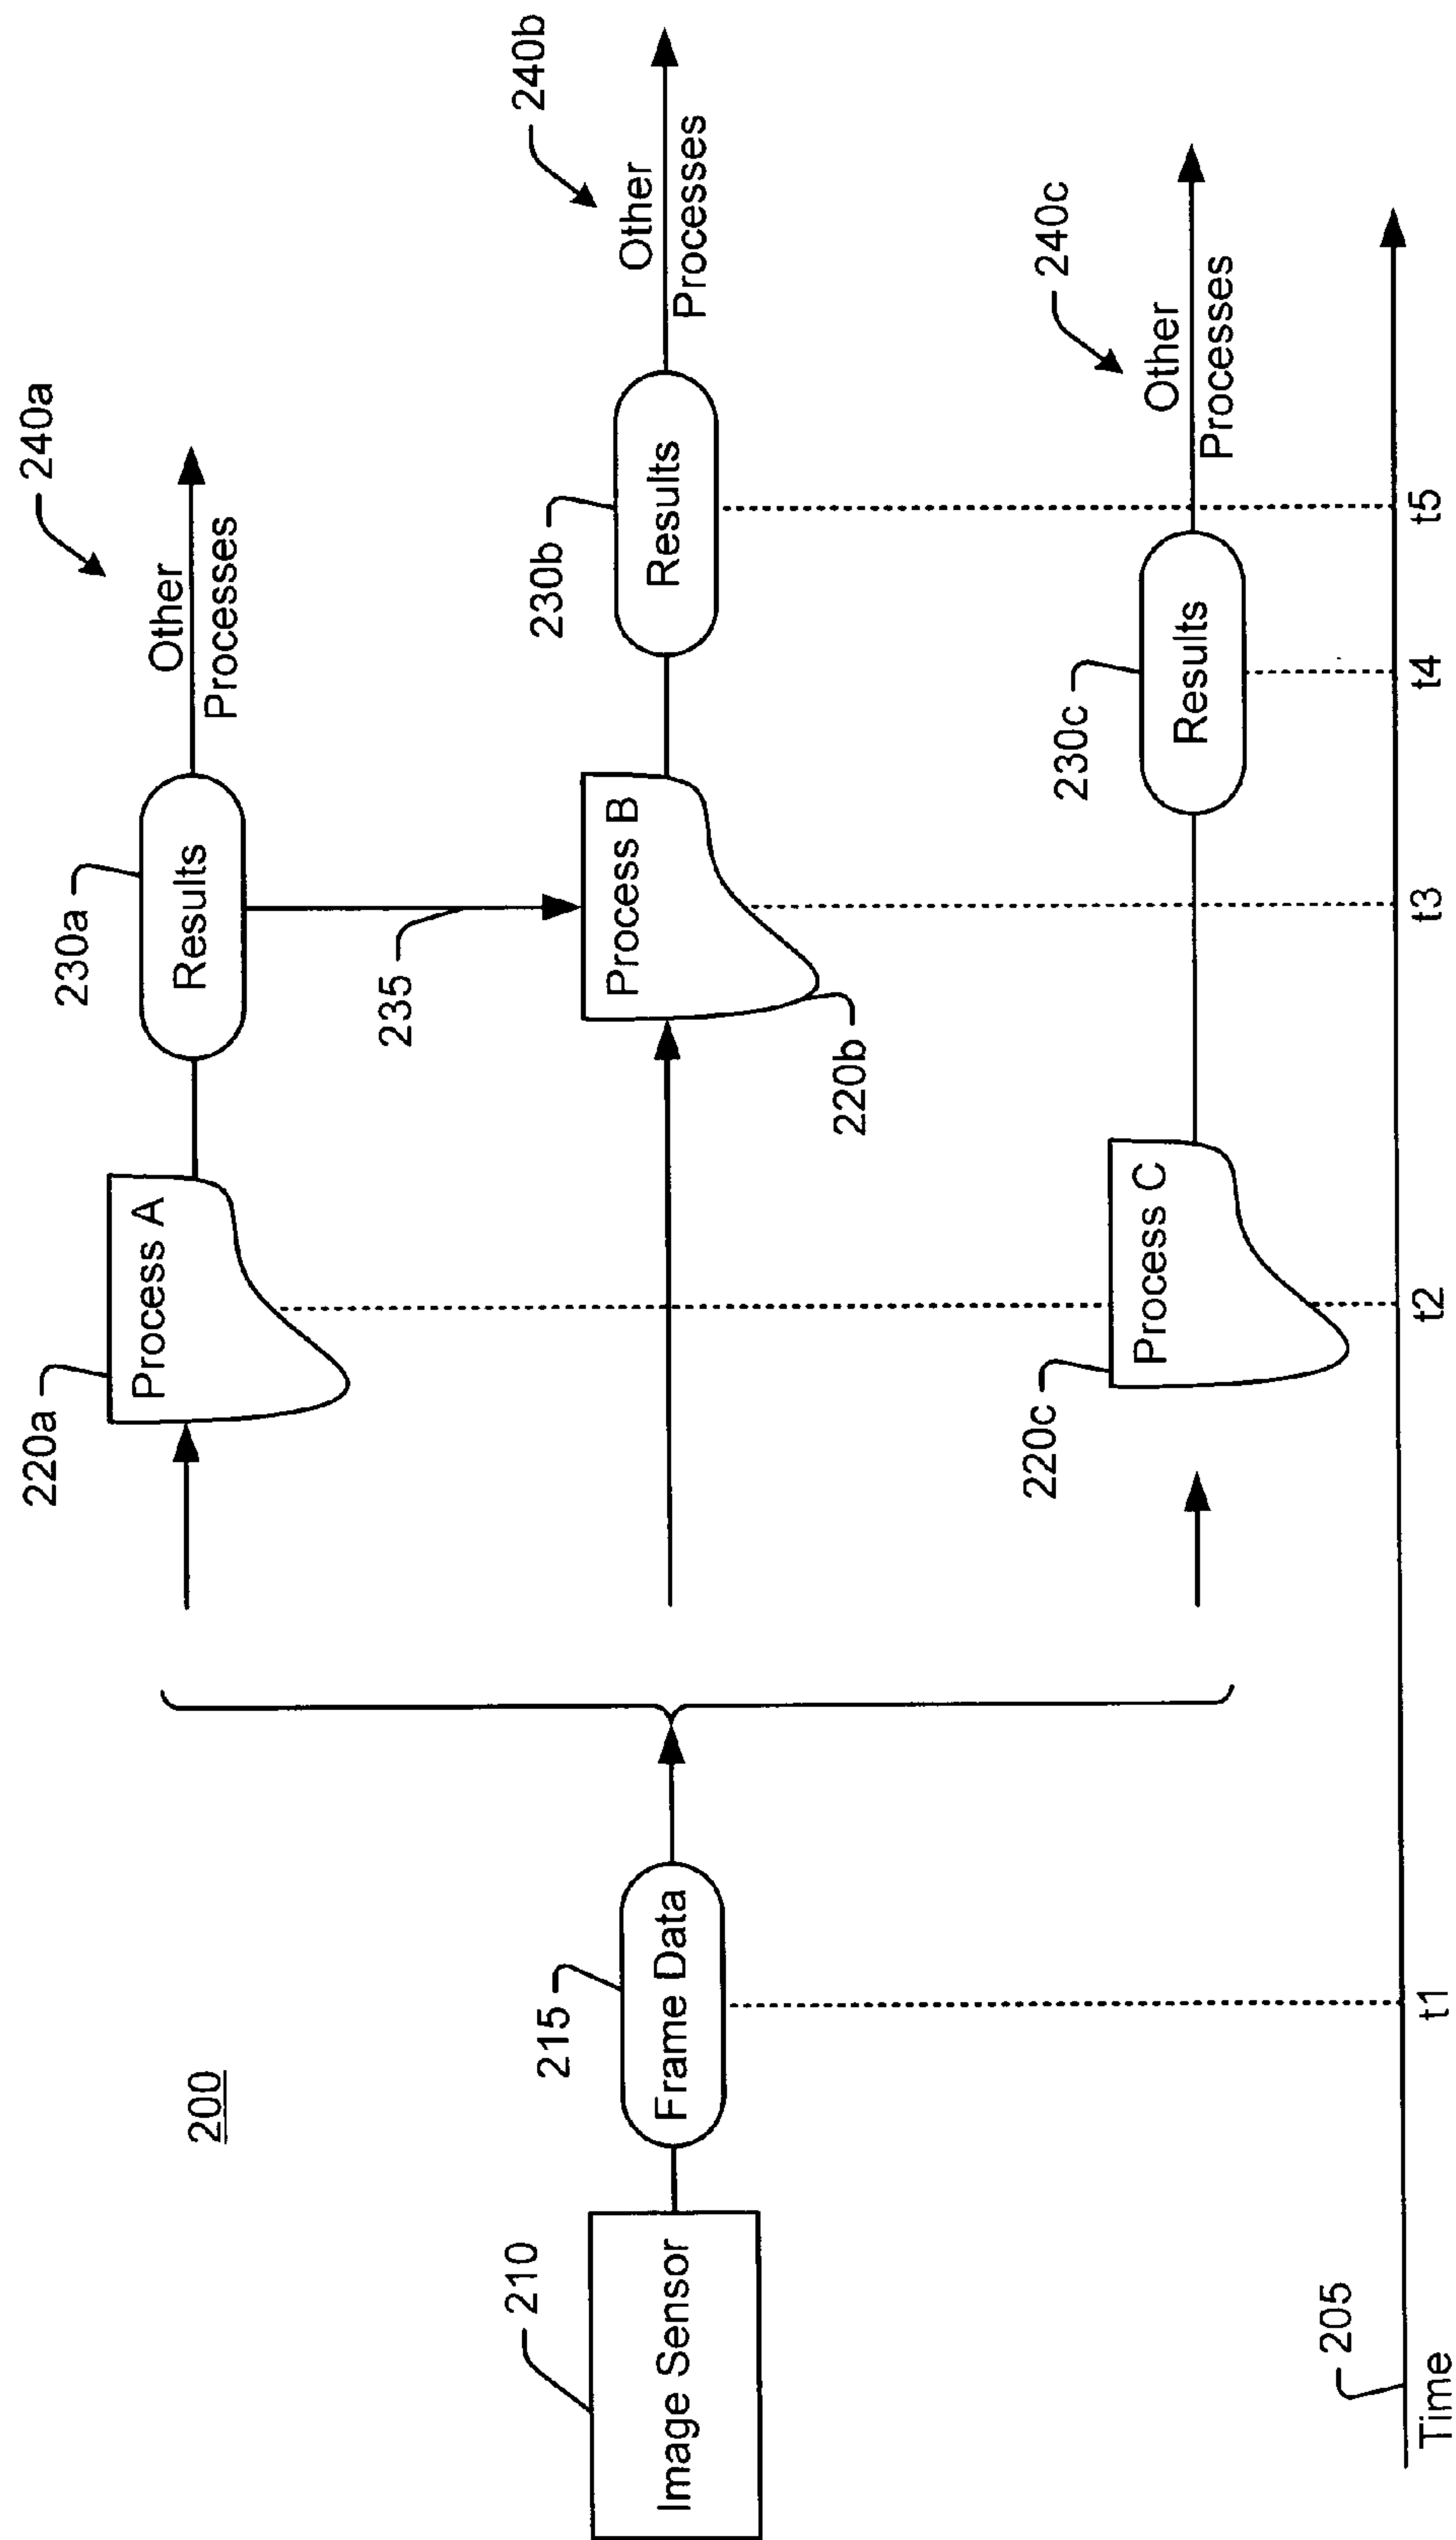 200
240a
Other
Processes
230a
Results
220a
Process A
235
240b
Other
Processes
230b
Results
Process B
220b
210
Image Sensor
215
Frame Data
240c
Other
Processes
230c
Results
220c
Process C
205
Time
t1
t2
t3
t4
t5